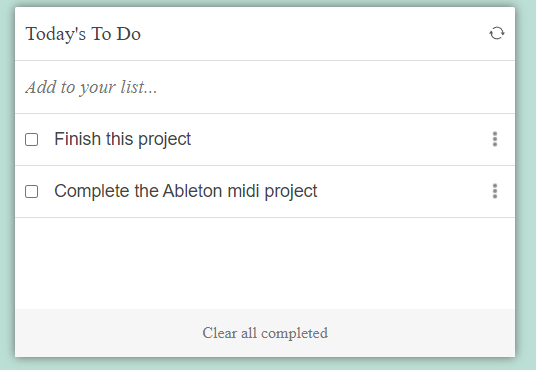 Today's To Do
Add to your list...
Finish this project
Complete the Ableton midi project
Clear all completed